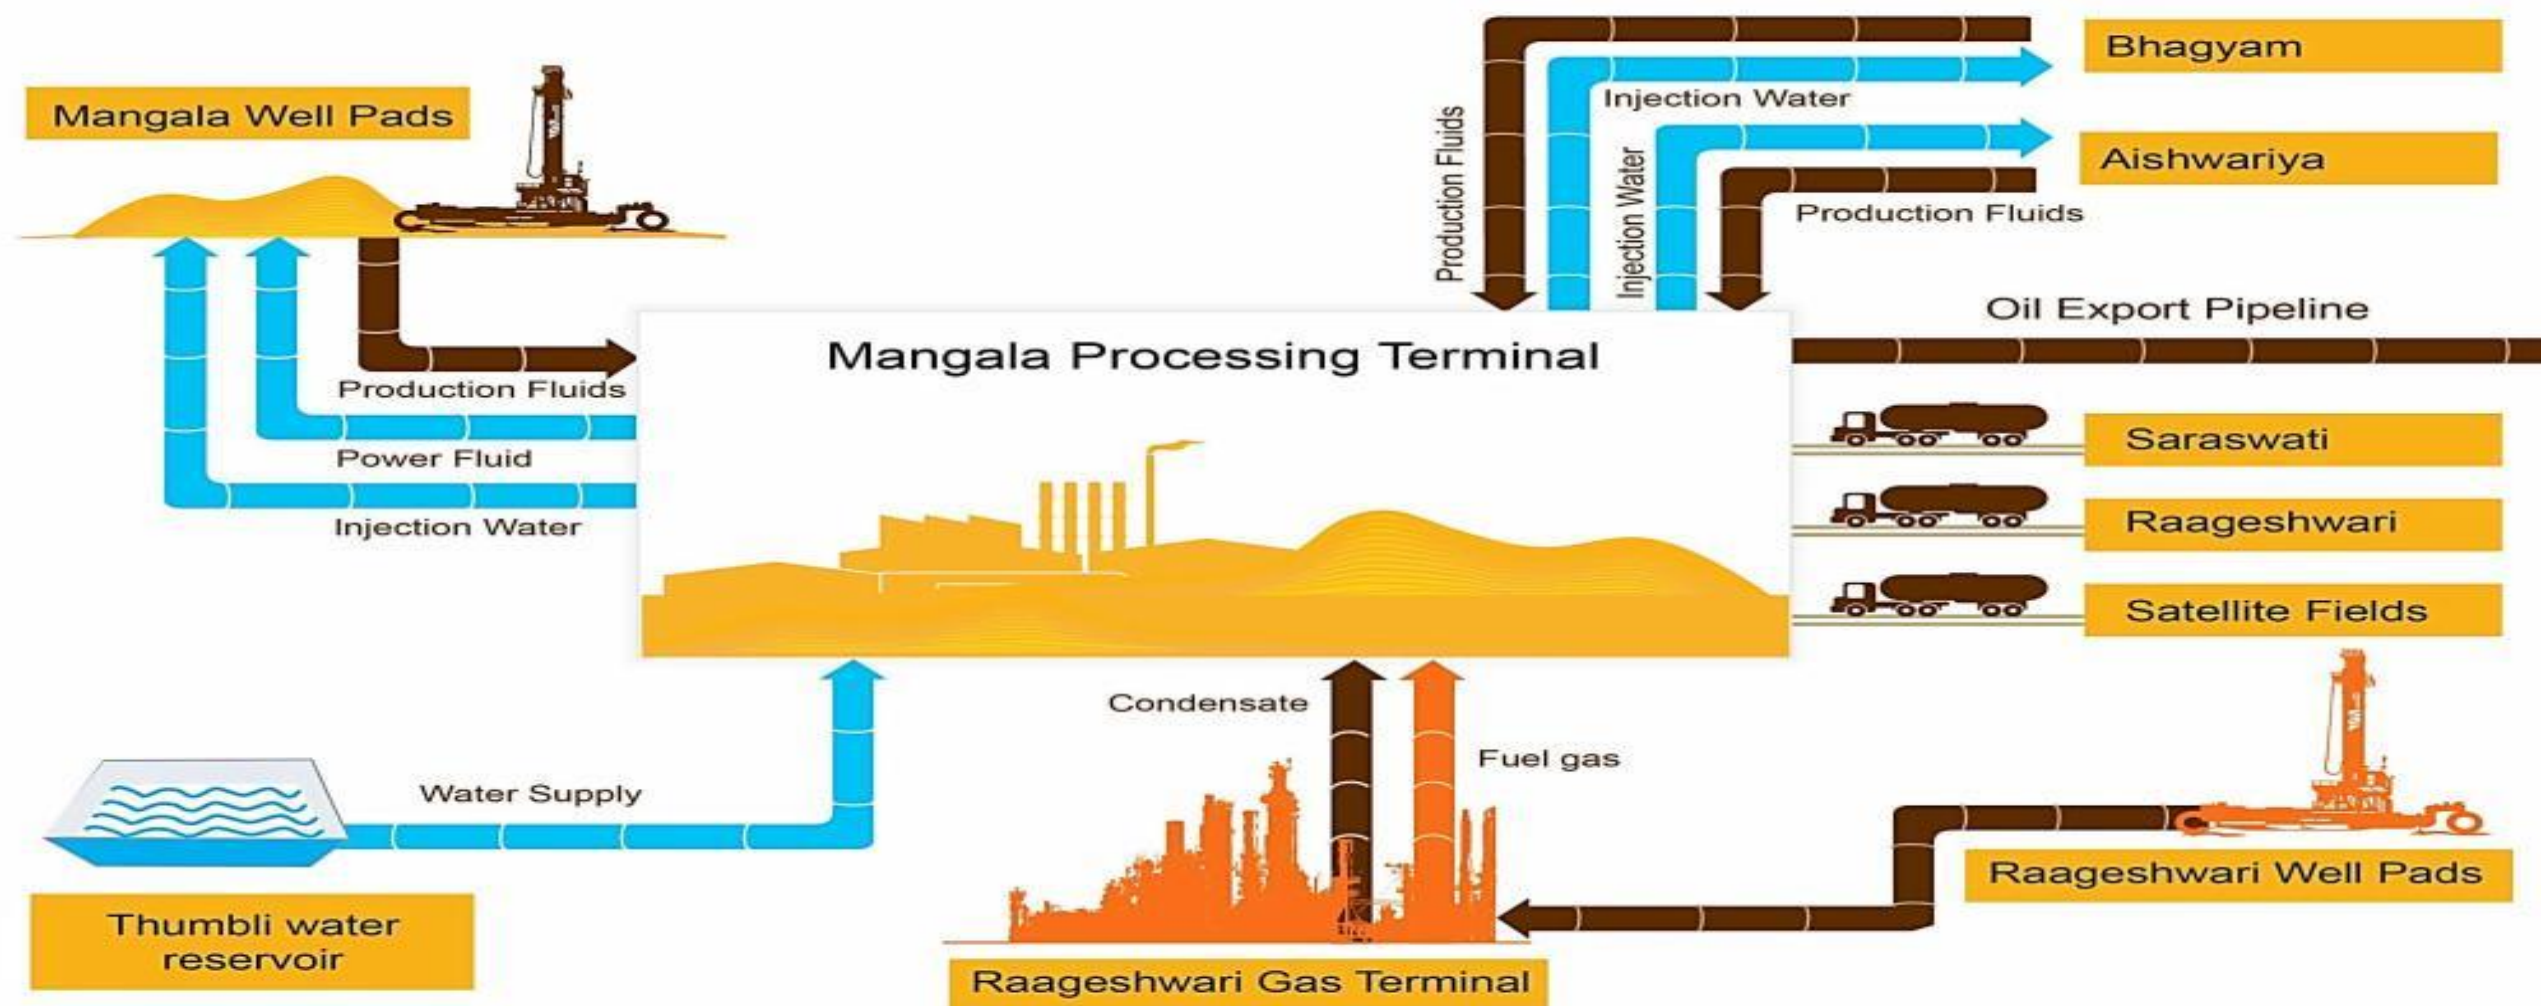 Bhagyam
Mangala Well Pads
Injection Water
Production Fluids
Injection Water
Aishwariya
Production Fluids
Oil Export Pipeline
Mangala Processing Terminal
Production Fluids
Power Fluid
Injection Water
Saraswati
Raageshwari
Satellite Fields
Condensate
Fuel gas
Water Supply
Raageshwari Well Pads
Thumbli water
reservoir
Raageshwari Gas Terminal